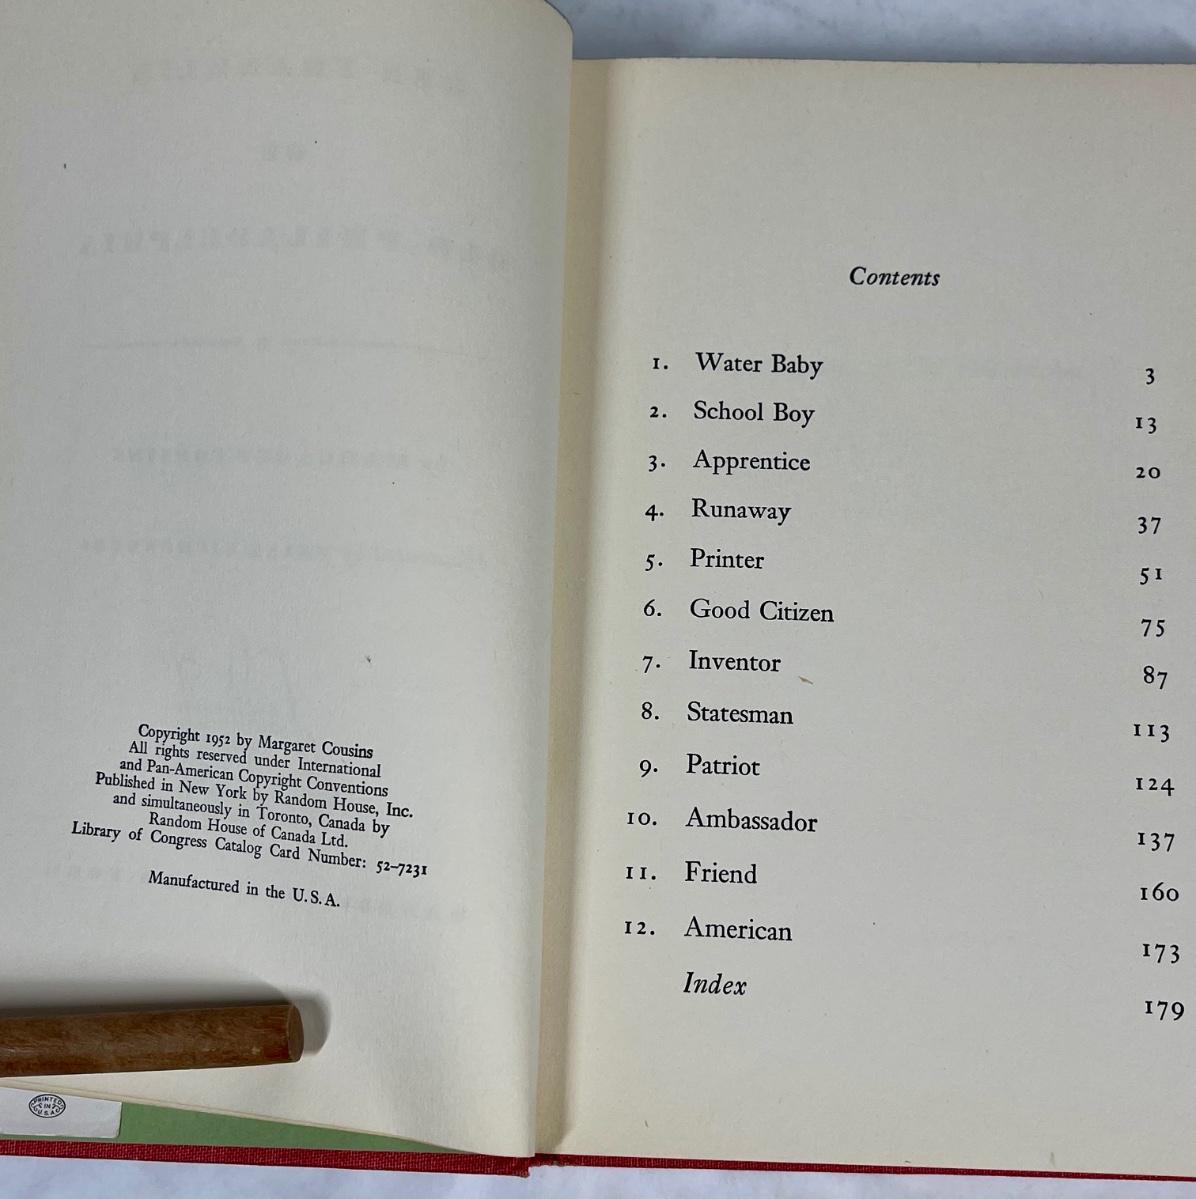 Copyright 1952 by Margaret Cousins
All rights reserved under International
and Pan-American Copyright Conventions
Published in New York by Random House, Inc.
and simultaneously in Toronto, Canada by
Random House of Canada Ltd.
Library of Congress Catalog Card Number: 52–7231
Manufactured in the U. S. A.
PRINTED
IN
U.S.A.
Contents
1. Water Baby 3
2. School Boy 13
3. Apprentice 20
4. Runaway 37
5. Printer 51
6. Good Citizen 75
7. Inventor 87
8. Statesman 113
9. Patriot 124
10. Ambassador 137
11. Friend 160
12. American 173
Index 179